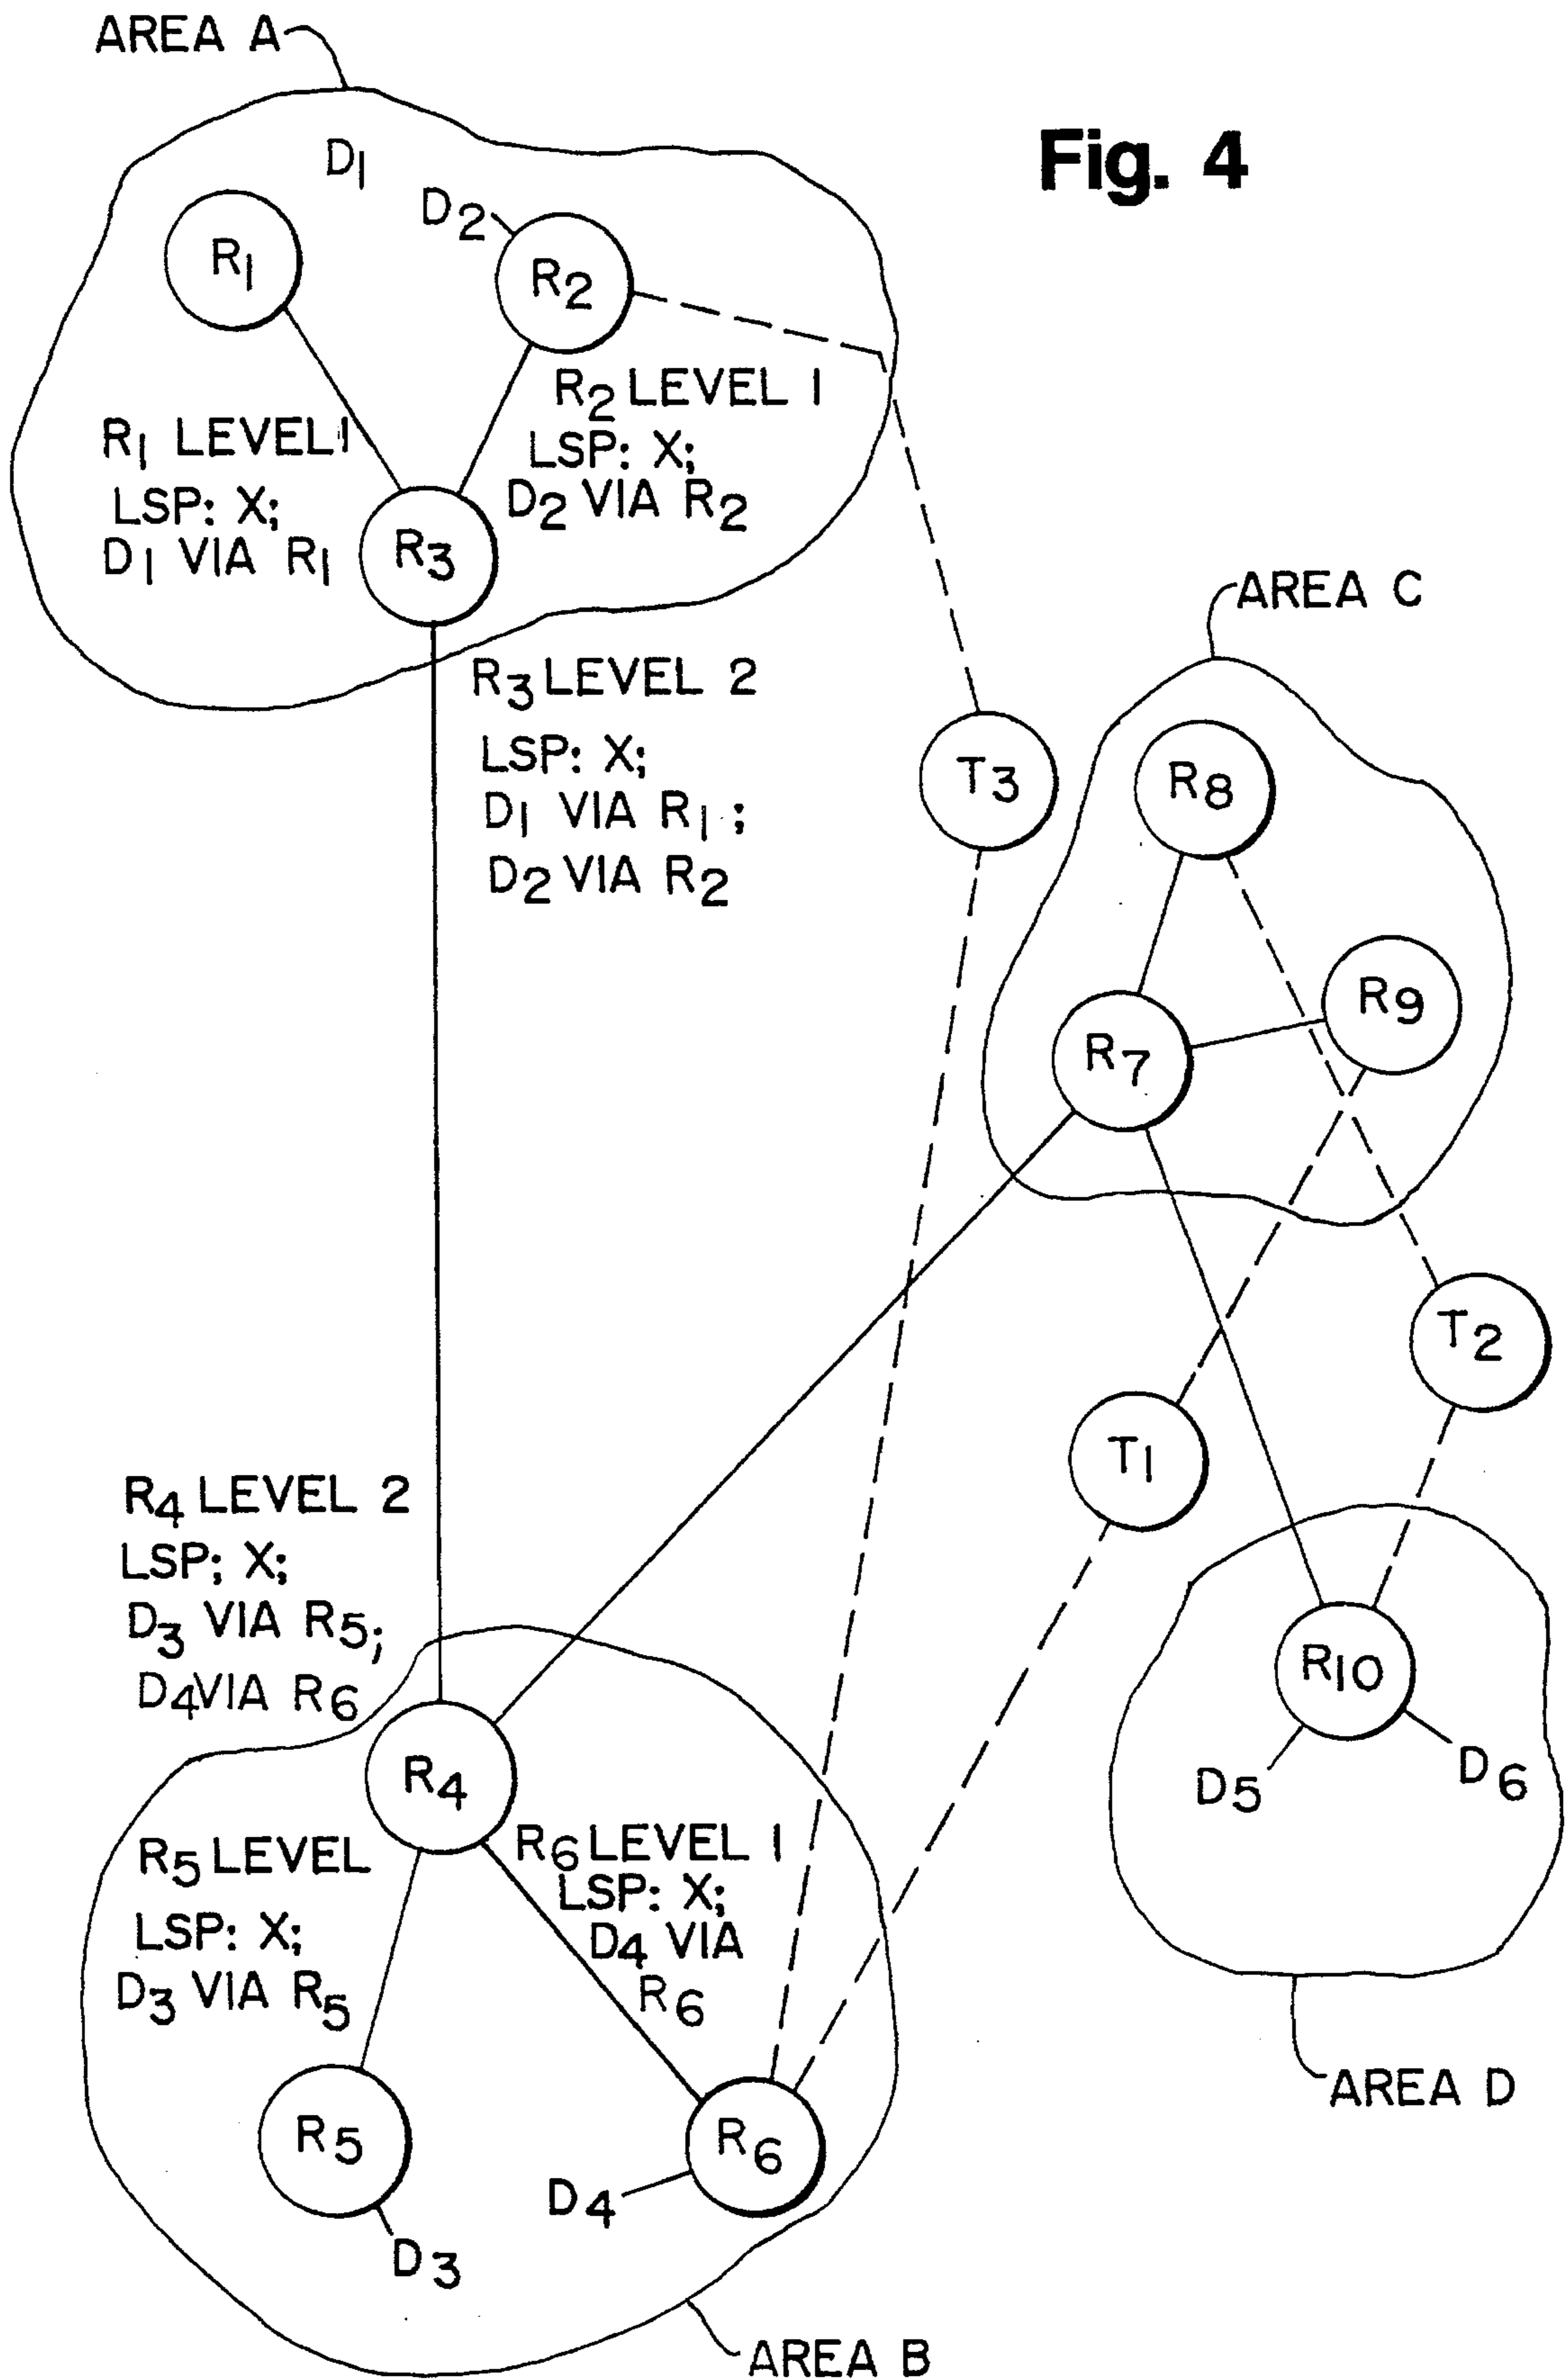 AREA A
Fig. 4
D1
D2
R1
R2
R2 LEVEL 1
LSP: X;
D2 VIA R2
R1 LEVEL 1
LSP: X;
D1 VIA R1
R3
AREA C
R3 LEVEL 2
LSP: X;
D1 VIA R1;
D2 VIA R2
T3
R8
R9
R7
T2
T1
R4 LEVEL 2
LSP; X;
D3 VIA R5;
D4 VIA R6
R10
D5
D6
R4
R5 LEVEL
LSP: X;
D3 VIA R5
R6 LEVEL 1
LSP: X;
D4 VIA
R6
AREA D
R5
R6
D4
D3
AREA B